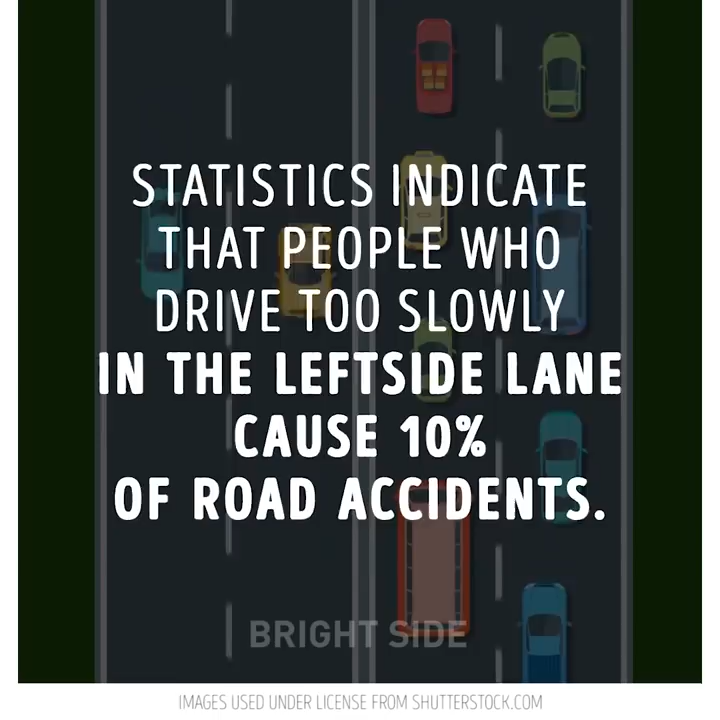 STATISTICS INDICATE
THAT PEOPLE WHO
DRIVE TOO SLOWLY
IN THE LEFTSIDE LANE
CAUSE 10%
OF ROAD ACCIDENTS.
BRIGHT SIDE
IMAGES USED UNDER LICENSE FROM SHUTTERSTOCK.COM